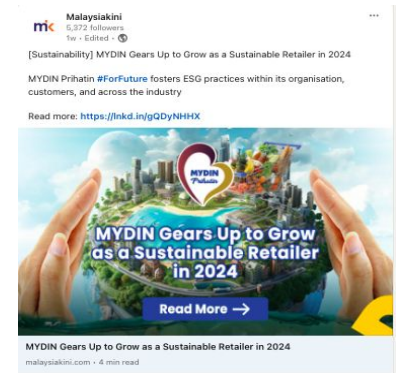 mk
Malaysiakini
5,372 followers
1w • Edited •
[Sustainability] MYDIN Gears Up to Grow as a Sustainable Retailer in 2024
MYDIN Prihatin #ForFuture fosters ESG practices within its organisation,
customers, and across the industry
Read more: https://lnkd.in/gQDyNHHX
MYDIN
Prihatin
MYDIN Gears Up to Grow
as a Sustainable Retailer
in 2024
Read More →
MYDIN Gears Up to Grow as a Sustainable Retailer in 2024
malaysiakini.com • 4 min read